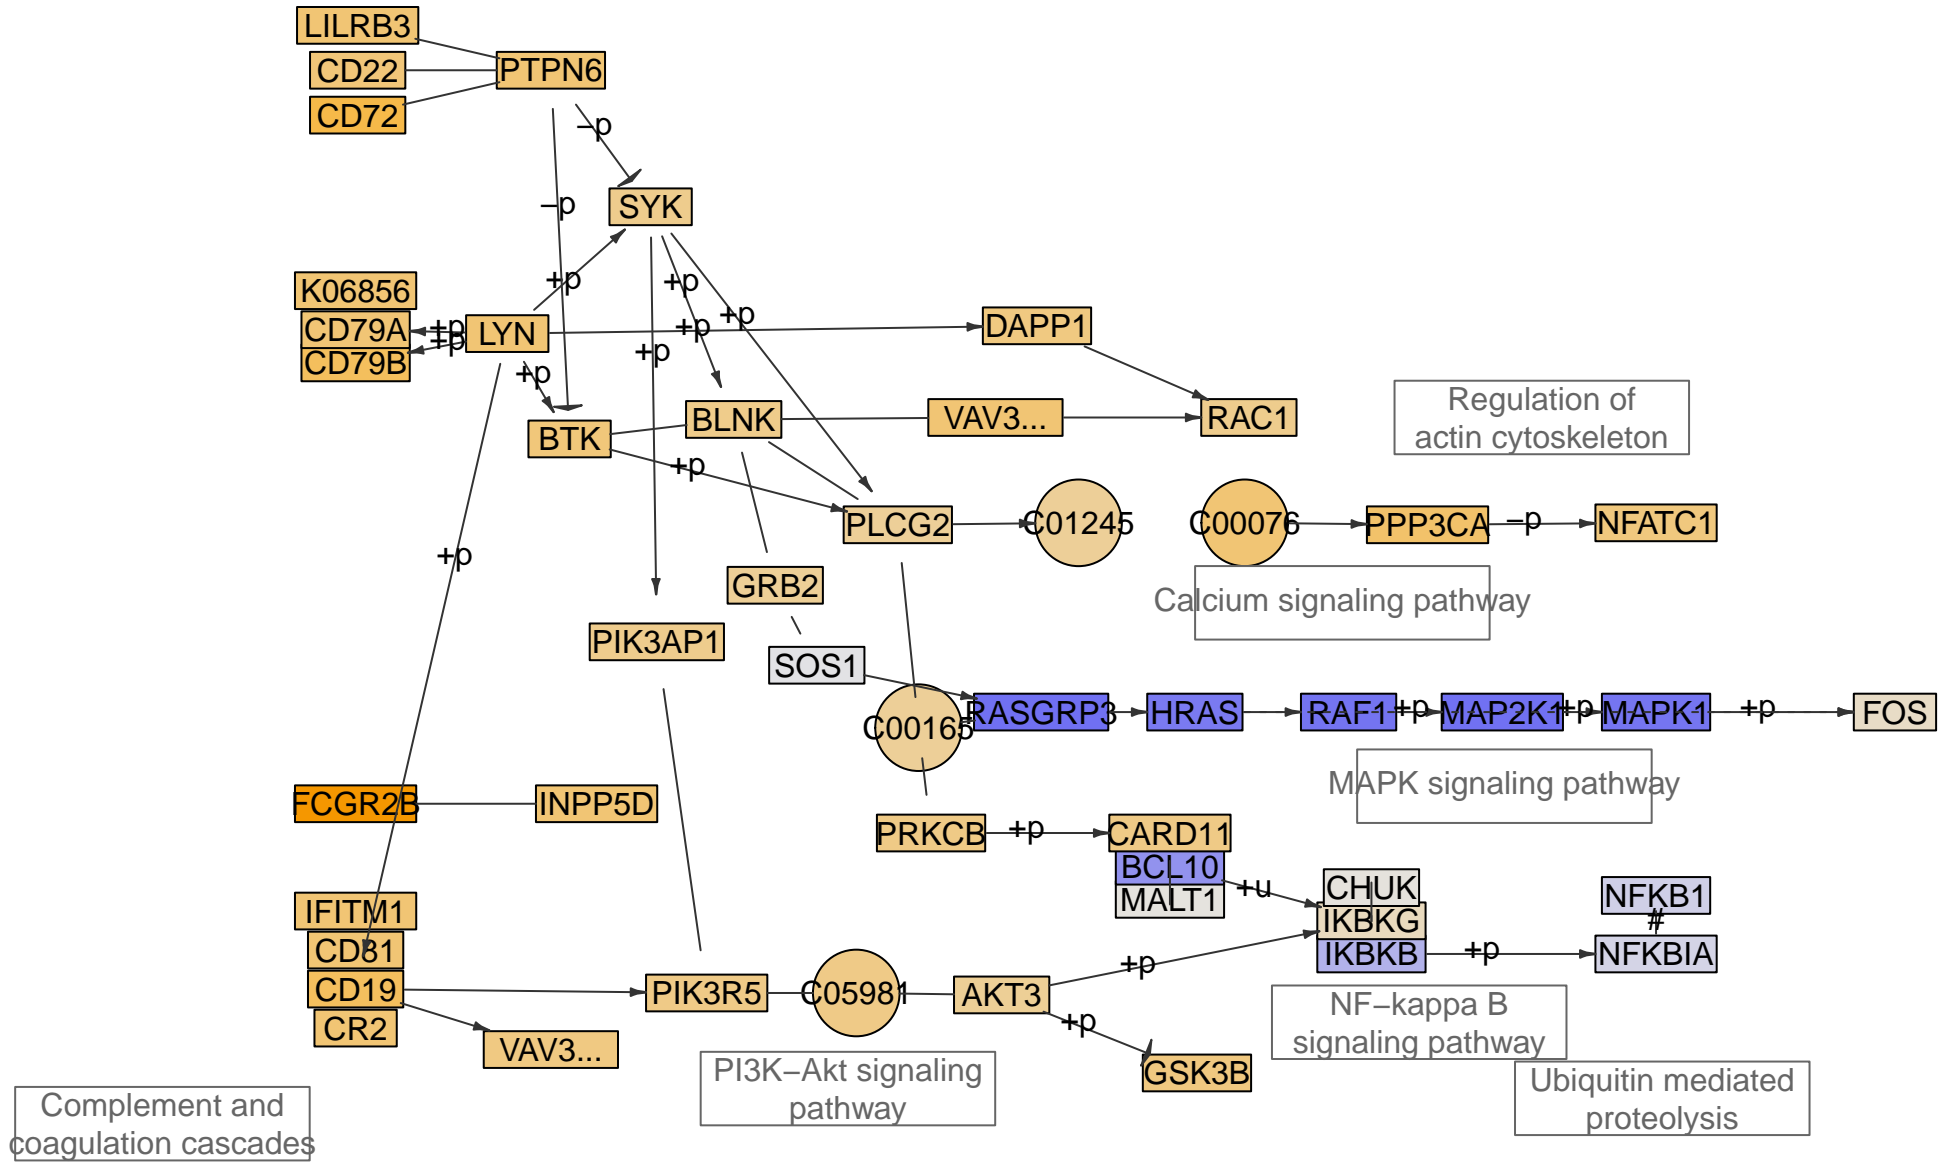 LILRB3
CD22
CD72
PTPN6
–p
–p
SYK
+p
+p
+p
+p
+p
K06856
CD79A
CD79B
+p
+p
LYN
+p
DAPP1
BTK
BLNK
VAV3...
RAC1
Regulation of
actin cytoskeleton
+p
+p
PLCG2
C01245
C00076
PPP3CA
–p
NFATC1
GRB2
Calcium signaling pathway
PIK3AP1
SOS1
C00165
RASGRP3
HRAS
RAF1
+p
MAP2K1
+p
MAPK1
+p
FOS
MAPK signaling pathway
FCGR2B
INPP5D
PRKCB
+p
CARD11
BCL10
MALT1
+u
CHUK
IKBKG
IKBKB
+p
NFKB1
#
NFKBIA
IFITM1
CD81
CD19
CR2
VAV3...
PIK3R5
C05981
AKT3
+p
+p
GSK3B
NF–kappa B
signaling pathway
PI3K–Akt signaling
pathway
Ubiquitin mediated
proteolysis
Complement and
coagulation cascades